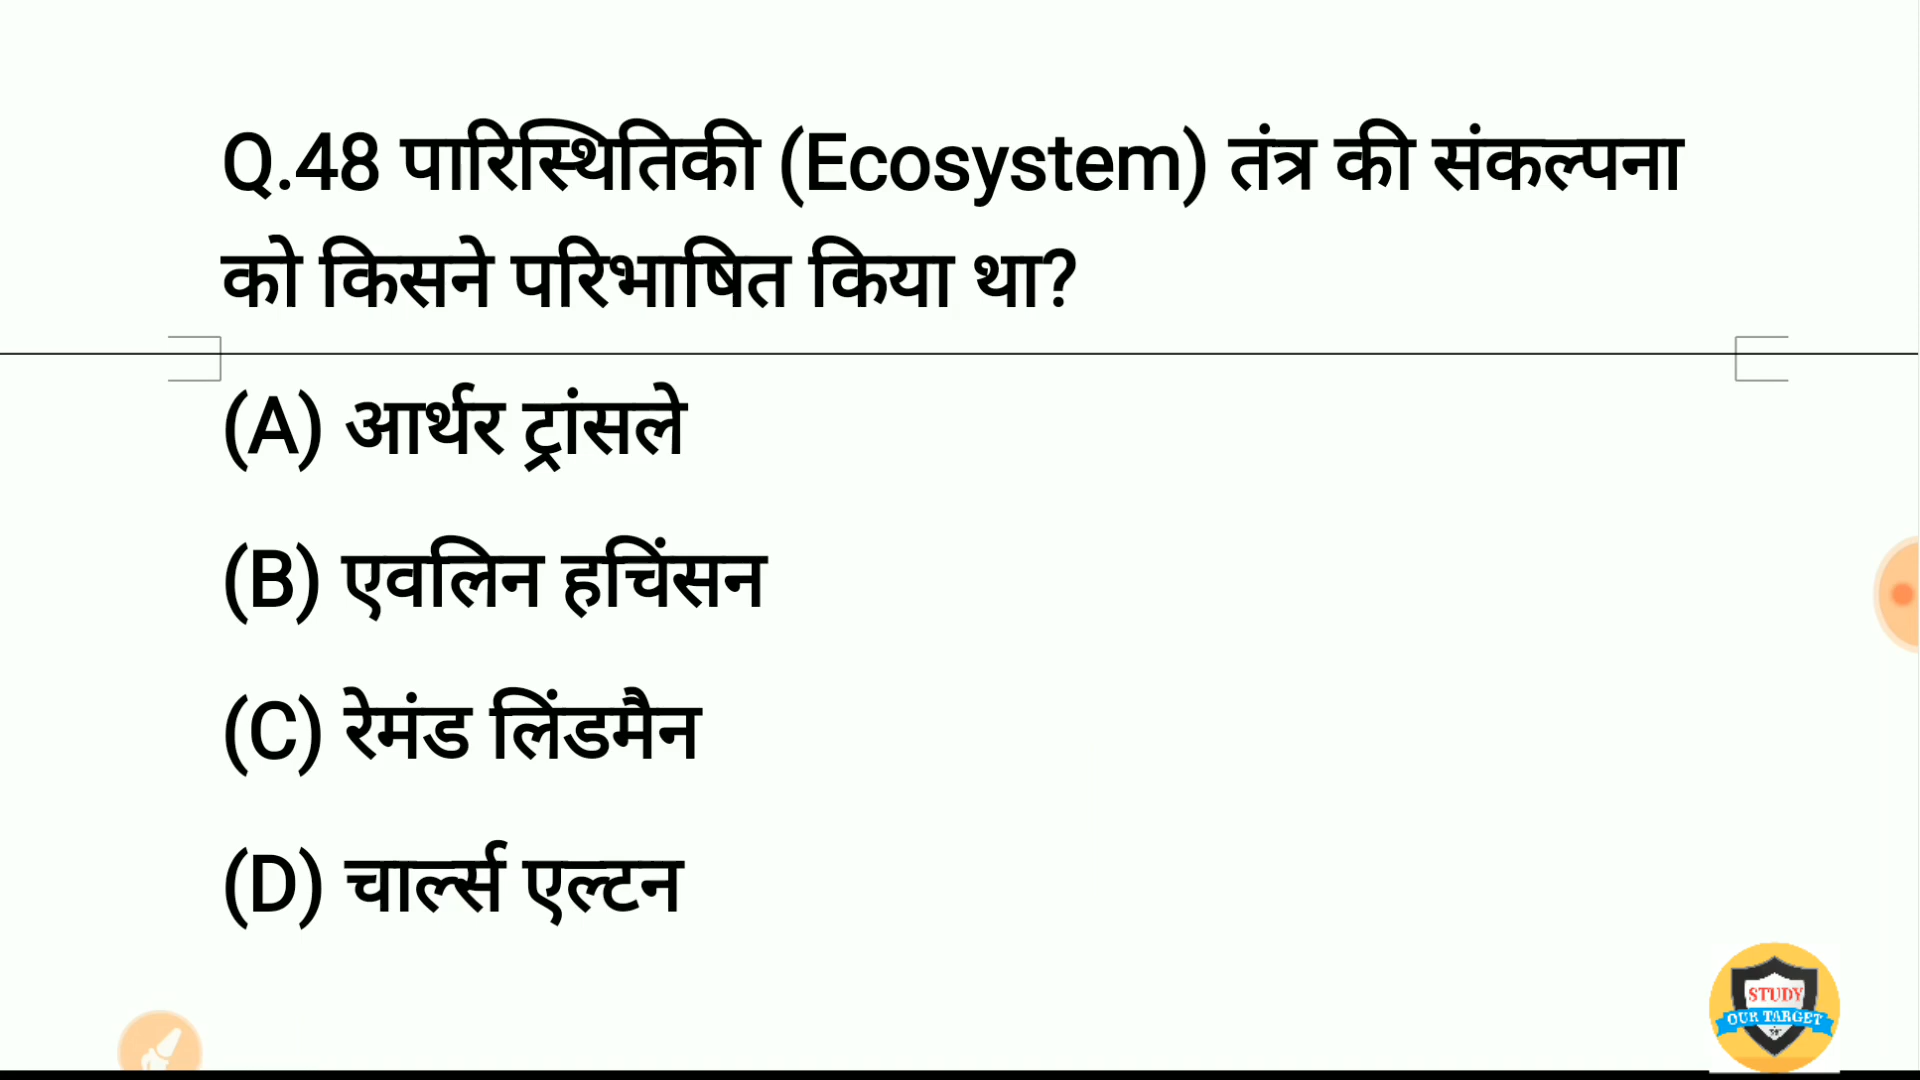 Q.48 पारिस्थितिकी (Ecosystem) तंत्र की संकल्पना
को किसने परिभाषित किया था?
(A) आर्थर ट्रांसले
(B) एवलिन हचिंसन
(C) रेमंड लिंडमैन
(D) चार्ल्स एल्टन
STUDY
OUR TARGET